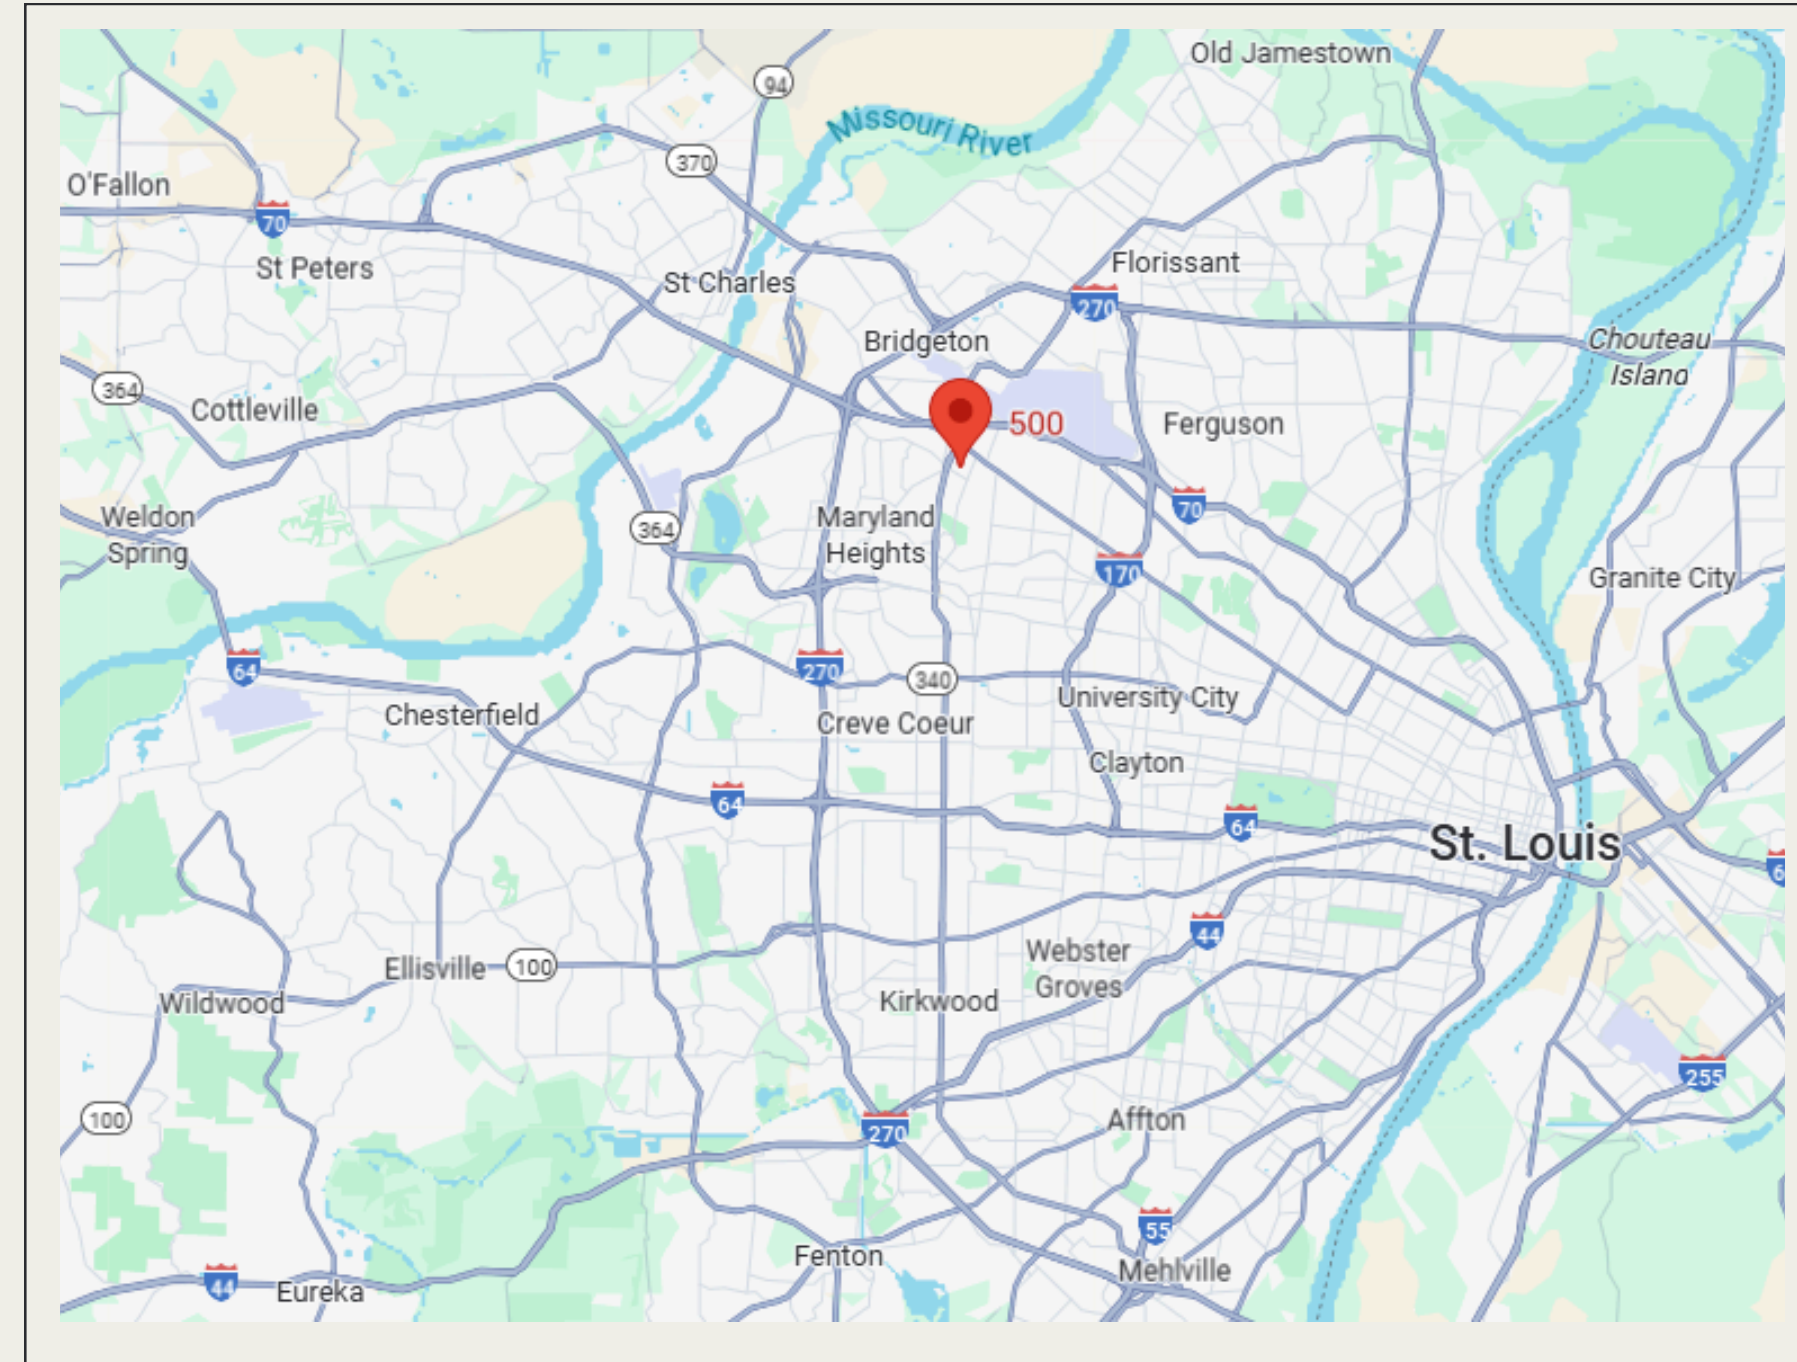 Old Jamestown
94
Missouri River
370
O'Fallon
70
St Peters
St Charles
Florissant
270
Bridgeton
Chouteau
Island
364
Cottleville
500
Ferguson
70
Weldon
Spring
364
Maryland
Heights
170
Granite City
64
270
340
University City
Chesterfield
Creve Coeur
Clayton
64
64
St. Louis
6
44
Webster
Groves
Ellisville
100
Wildwood
Kirkwood
255
100
270
Affton
55
Fenton
Mehlville
44
Eureka